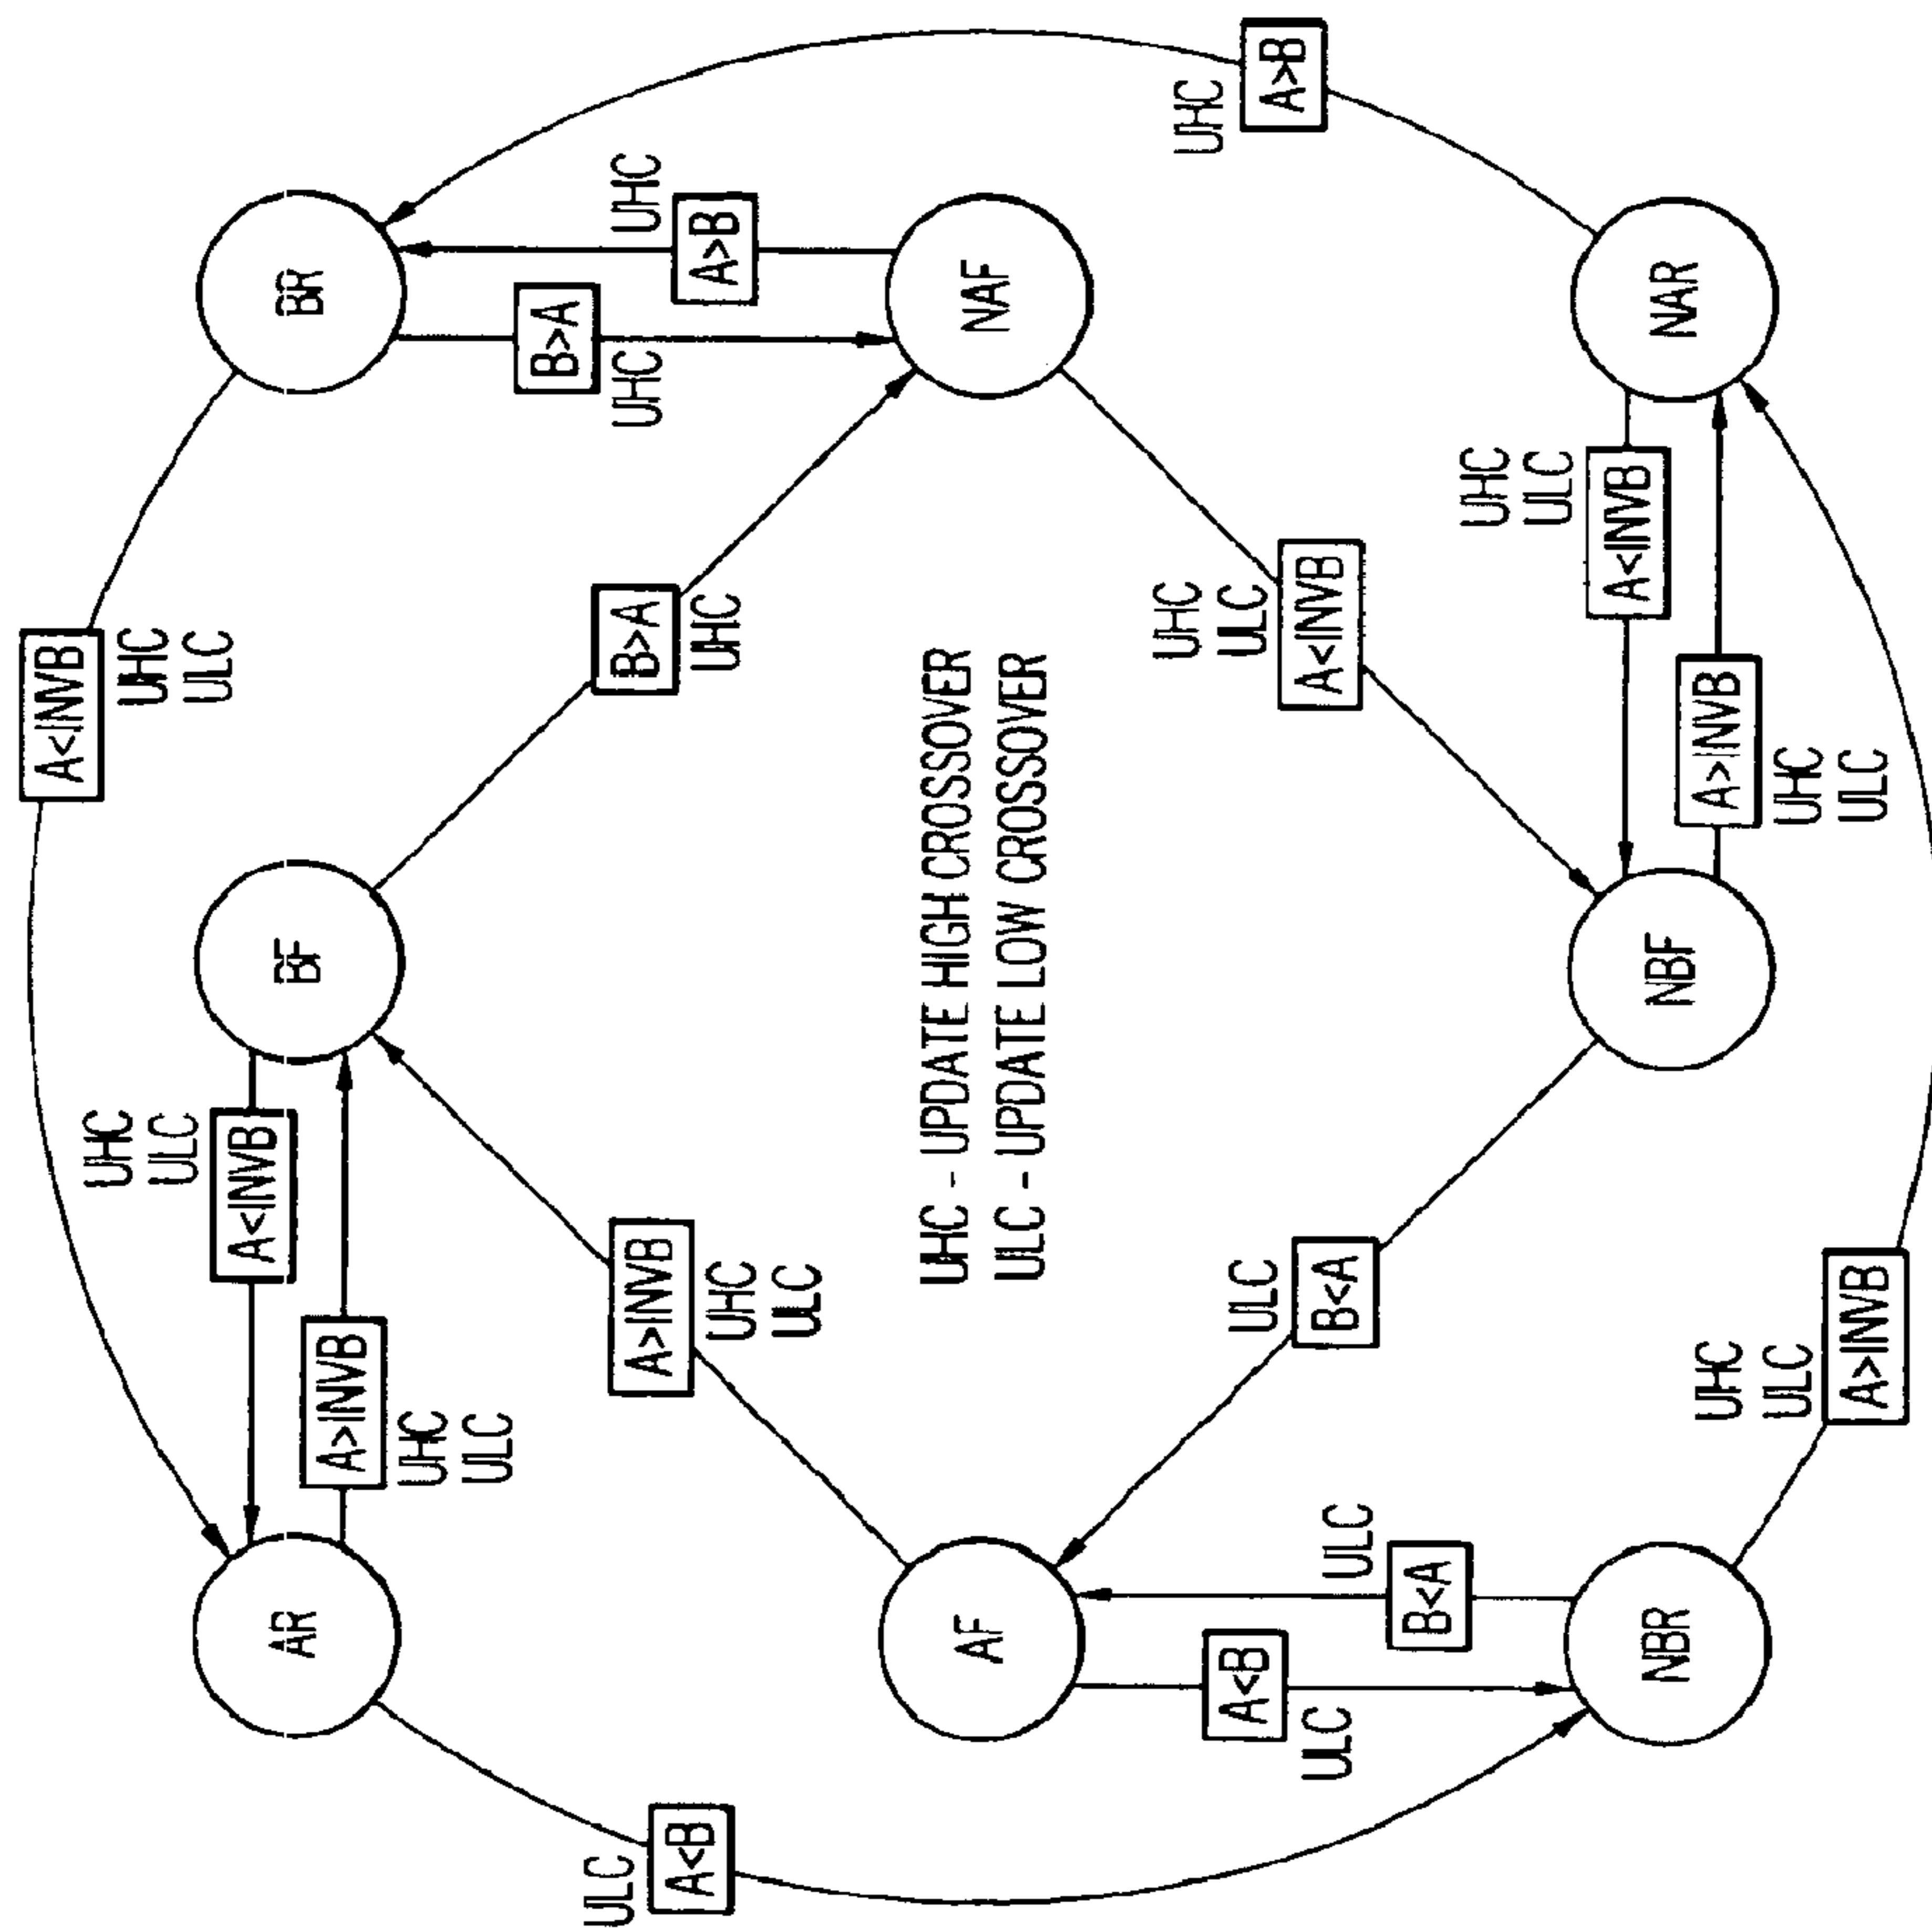 A<INVB
UHC
ULC
UHC
ULC
A<INVB
AR
BF
BR
A>INVB
UHC
ULC
B>A
UHC
UHC
A>B
ULC
A<B
A>INVB
UHC
ULC
B>A
UHC
AF
NAF
UHC - UPDATE HIGH CROSSOVER
ULC - UPDATE LOW CROSSOVER
UHC
ULC
A<INVB
UHC
A>B
A<B
ULC
ULC
B<A
ULC
B<A
UHC
ULC
A<INVB
NBR
NBF
NAR
A>INVB
UHC
ULC
UHC
ULC
A>INVB